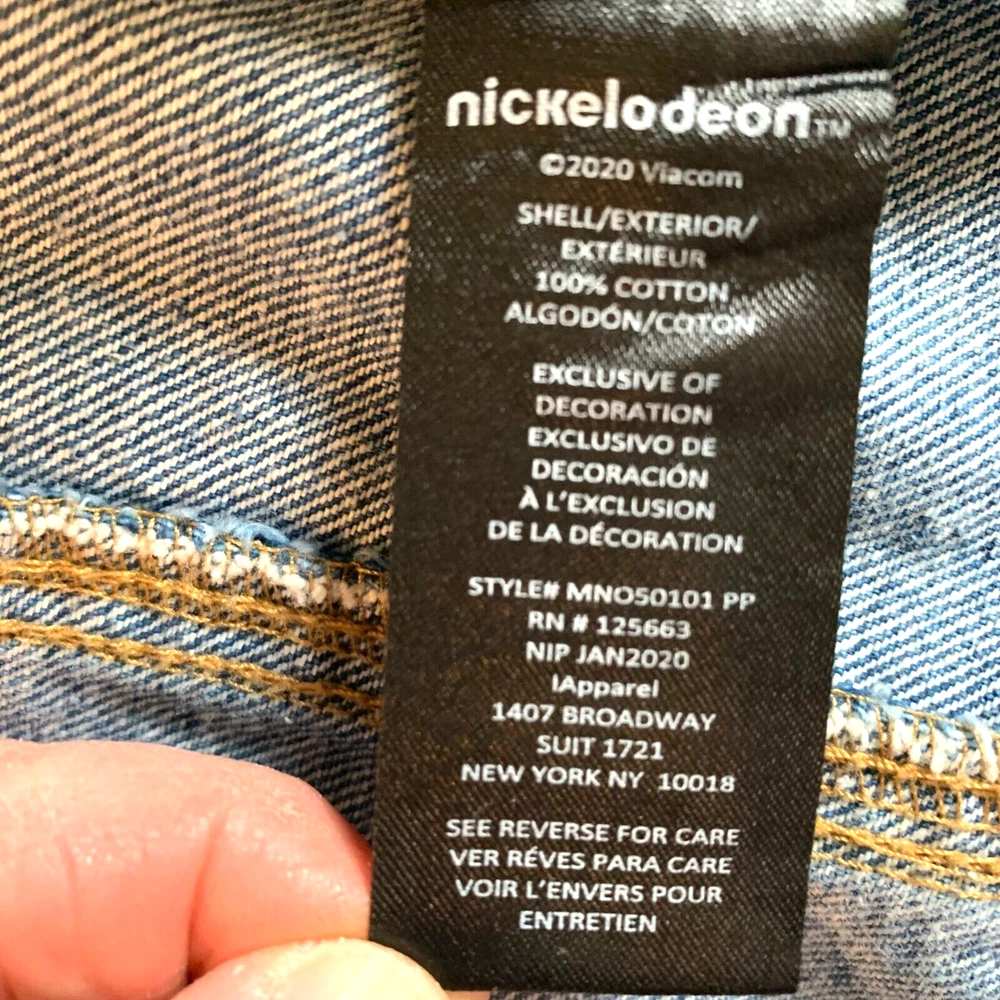 nickelodeon™
©2020 Viacom
SHELL/EXTERIOR/
EXTÉRIEUR
100% COTTON
ALGODÓN/COTON
EXCLUSIVE OF
DECORATION
EXCLUSIVO DE
DECORACIÓN
À L'EXCLUSION
DE LA DÉCORATION
STYLE# MNO50101 PP
RN # 125663
NIP JAN2020
IApparel
1407 BROADWAY
SUIT 1721
NEW YORK NY 10018
SEE REVERSE FOR CARE
VER RÉVES PARA CARE
VOIR L'ENVERS POUR
ENTRETIEN